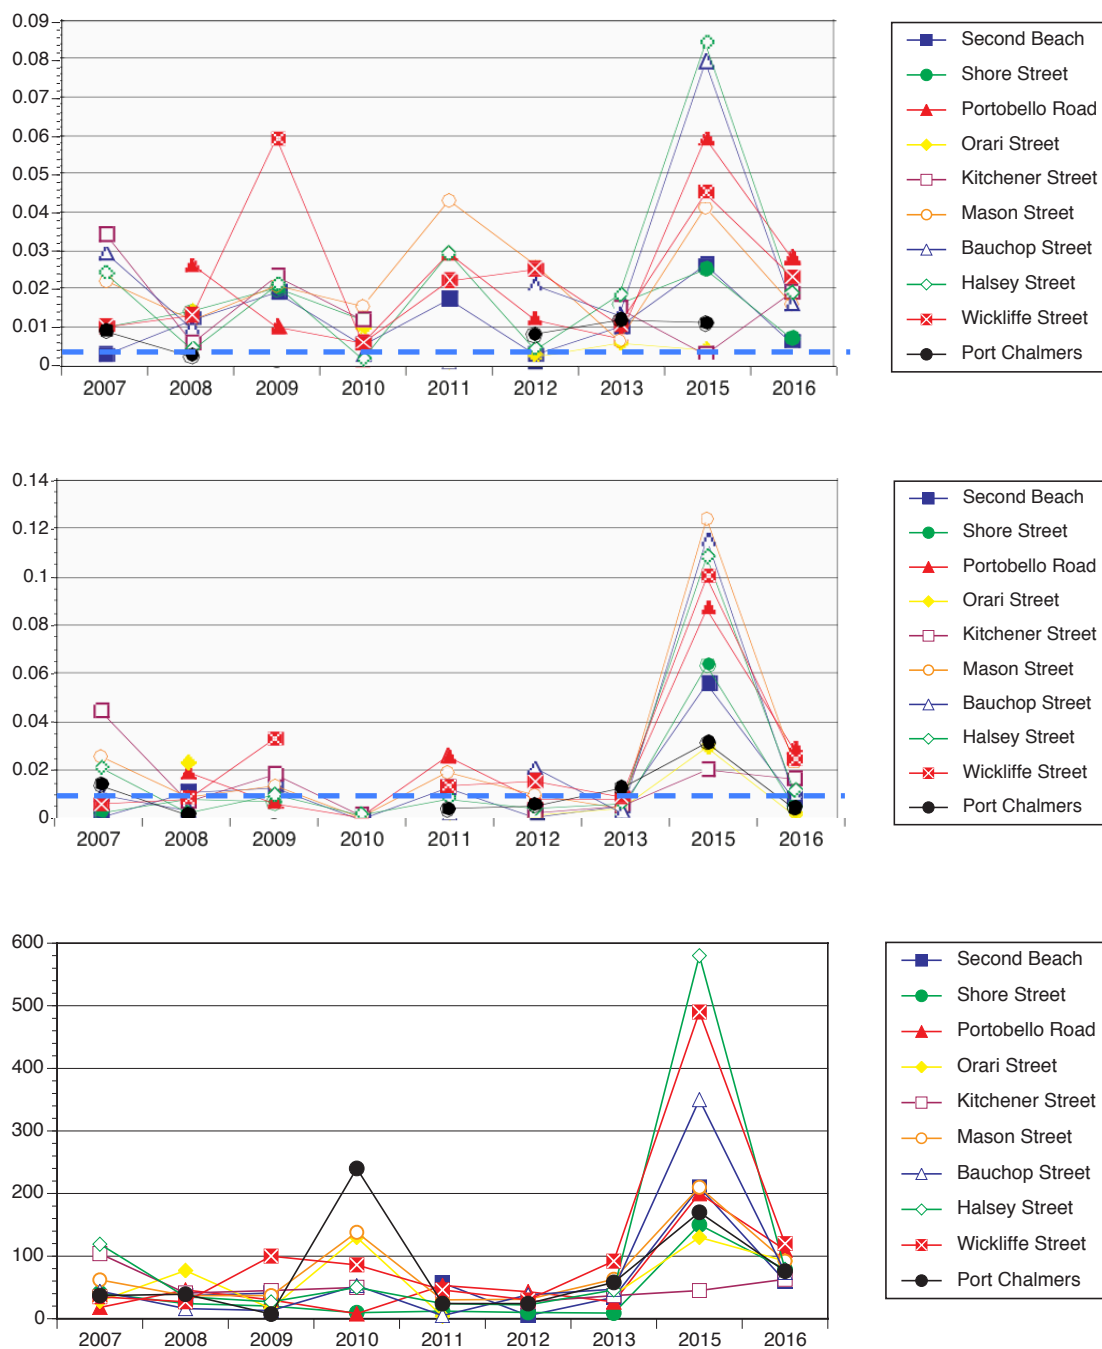 0.09
0.08
0.07
0.06
0.05
0.04
0.03
0.02
0.01
0
2007 2008 2009 2010 2011 2012 2013 2015 2016
Second Beach
Shore Street
Portobello Road
Orari Street
Kitchener Street
Mason Street
Bauchop Street
Halsey Street
Wickliffe Street
Port Chalmers
0.14
0.12
0.1
0.08
0.06
0.04
0.02
0
2007 2008 2009 2010 2011 2012 2013 2015 2016
Second Beach
Shore Street
Portobello Road
Orari Street
Kitchener Street
Mason Street
Bauchop Street
Halsey Street
Wickliffe Street
Port Chalmers
600
500
400
300
200
100
0
2007 2008 2009 2010 2011 2012 2013 2015 2016
Second Beach
Shore Street
Portobello Road
Orari Street
Kitchener Street
Mason Street
Bauchop Street
Halsey Street
Wickliffe Street
Port Chalmers